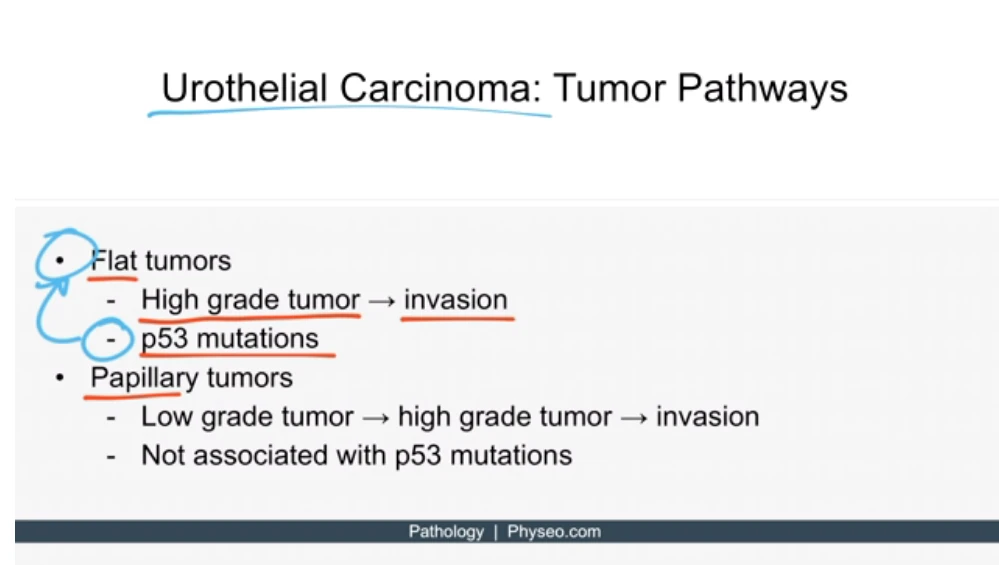 Urothelial Carcinoma: Tumor Pathways
• Flat tumors
- High grade tumor → invasion
- p53 mutations
• Papillary tumors
- Low grade tumor → high grade tumor → invasion
- Not associated with p53 mutations
Pathology | Physeo.com